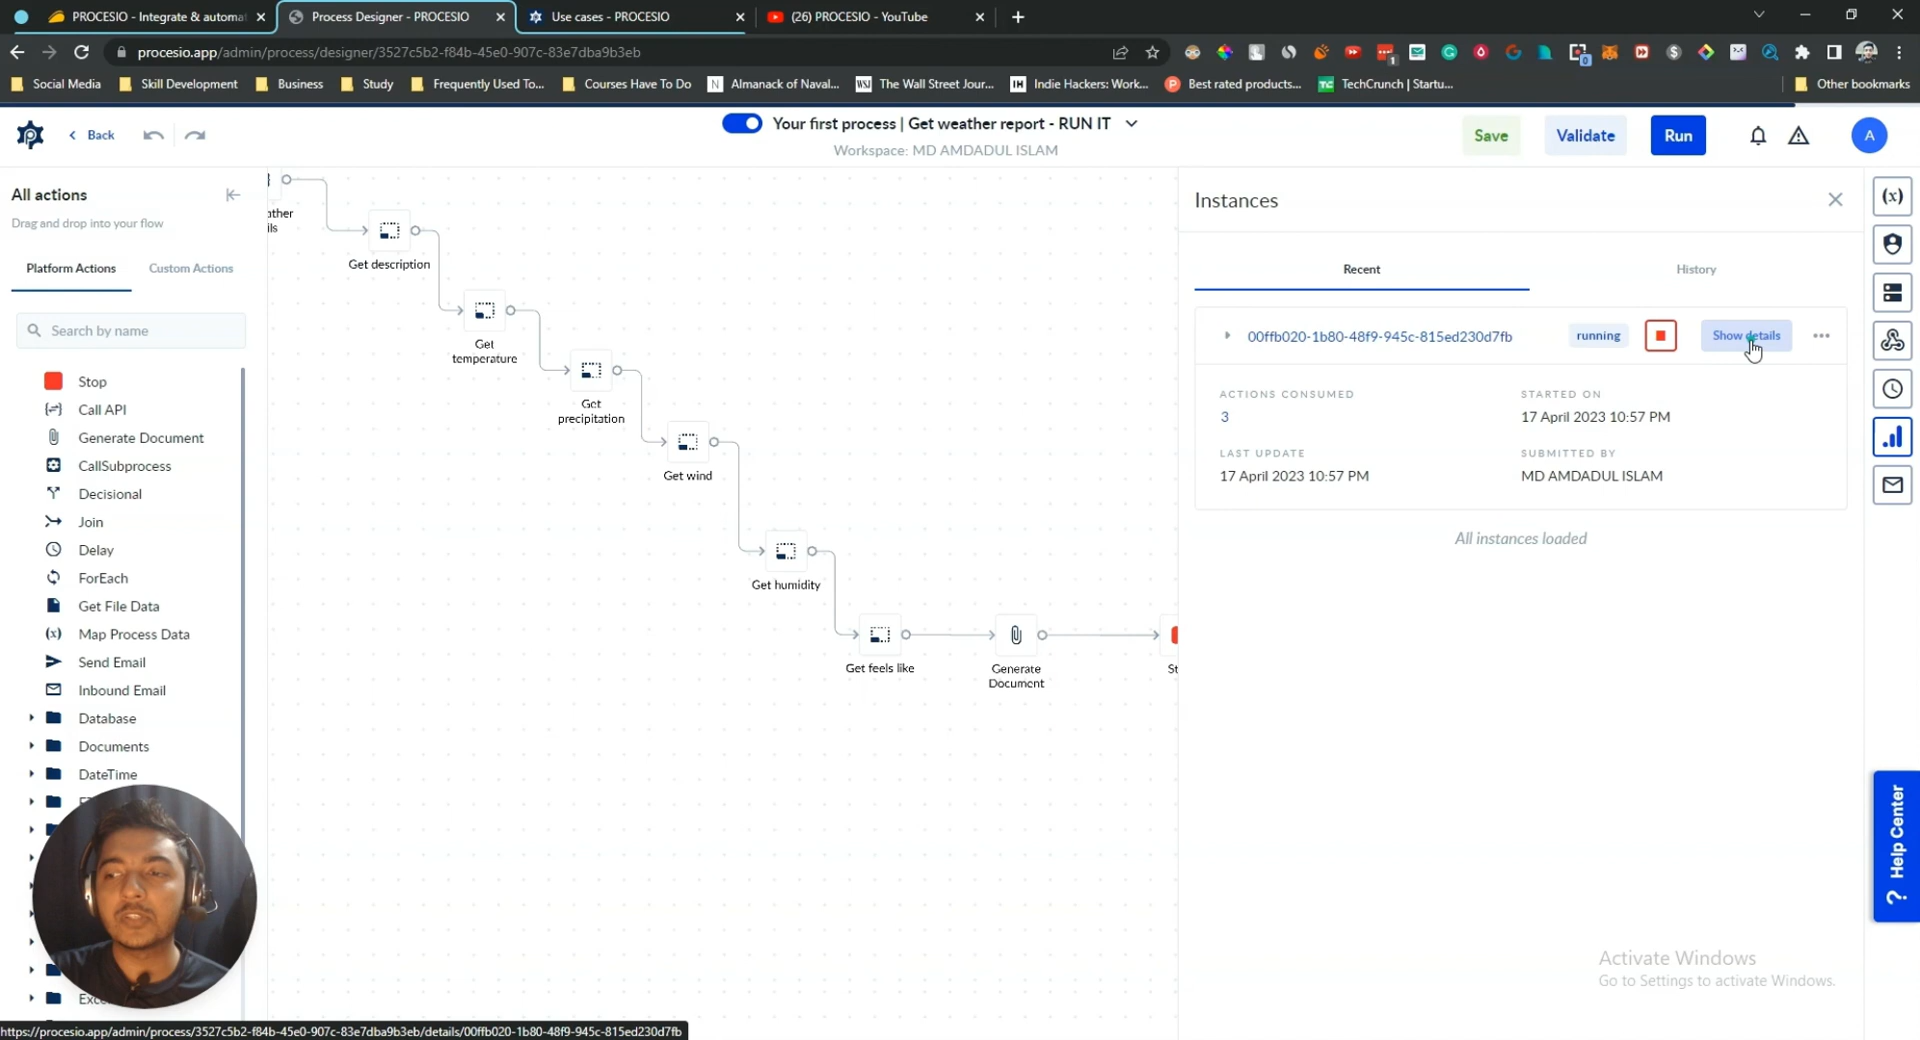 PROCESIO - Integrate & automat
Process Designer - PROCESIO
Use cases - PROCESIO
(26) PROCESIO - YouTube
procesio.app/admin/process/designer/3527c5b2-f84b-45e0-907c-83e7dba9b3eb
Social Media
Skill Development
Business
Study
Frequently Used To...
Courses Have To Do
Almanack of Naval...
The Wall Street Jour...
Indie Hackers: Work...
Best rated products...
TechCrunch | Startu...
Other bookmarks
Back
Your first process | Get weather report - RUN IT
Workspace: MD AMDADUL ISLAM
Save
Validate
Run
A
All actions
Drag and drop into your flow
Platform Actions
Custom Actions
Search by name
Stop
Call API
Generate Document
CallSubprocess
Decisional
Join
Delay
ForEach
Get File Data
Map Process Data
Send Email
Inbound Email
Database
Documents
DateTime
Get description
Get
temperature
Get
precipitation
Get wind
Get humidity
Get feels like
Generate
Document
Instances
Recent
History
00ffb020-1b80-48f9-945c-815ed230d7fb
running
Show details
ACTIONS CONSUMED
3
STARTED ON
17 April 2023 10:57 PM
LAST UPDATE
17 April 2023 10:57 PM
SUBMITTED BY
MD AMDADUL ISLAM
All instances loaded
? Help Center
Activate Windows
Go to Settings to activate Windows.
https://procesio.app/admin/process/3527c5b2-f84b-45e0-907c-83e7dba9b3eb/details/00ffb020-1b80-48f9-945c-815ed230d7fb